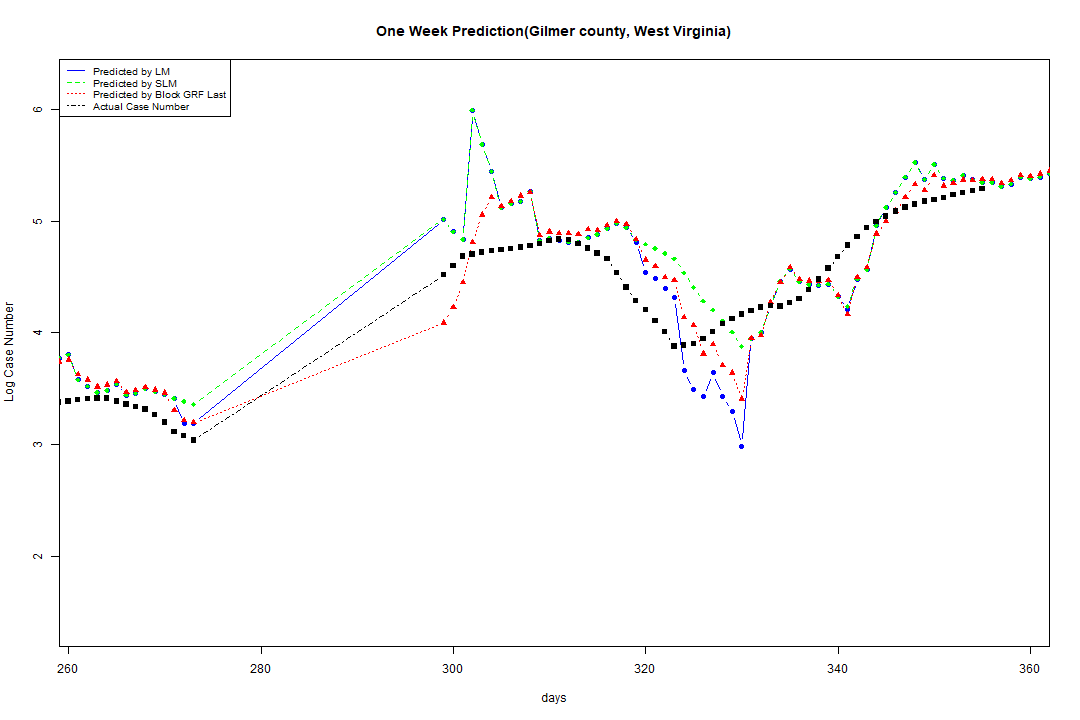 One Week Prediction(Gilmer county, West Virginia)
Predicted by LM
Predicted by SLM
Predicted by Block GRF Last
Actual Case Number
6
5
4
3
2
Log Case Number
260 280 300 320 340 360
days